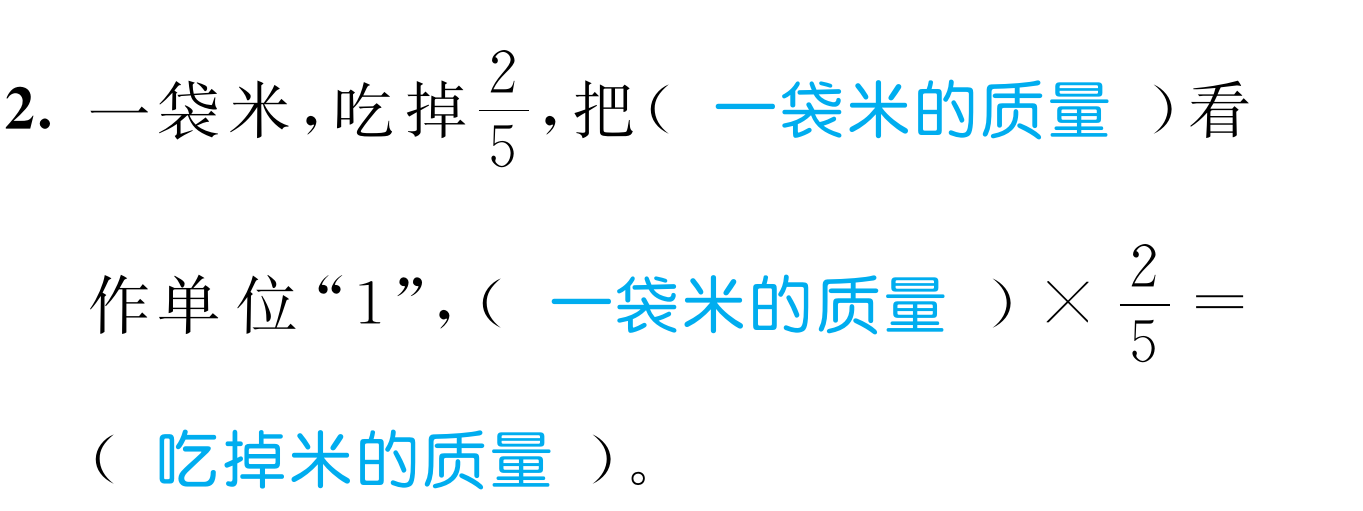 2. 一袋米,吃掉2/5,把( 一袋米的质量 )看
作单位“1”,( 一袋米的质量 )×2/5=
( 吃掉米的质量 )。